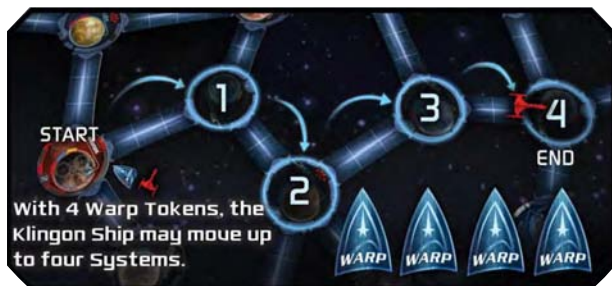 1
3
4
START
END
2
With 4 Warp Tokens, the
Klingon Ship may move up
to four Systems.
WARP WARP WARP WARP